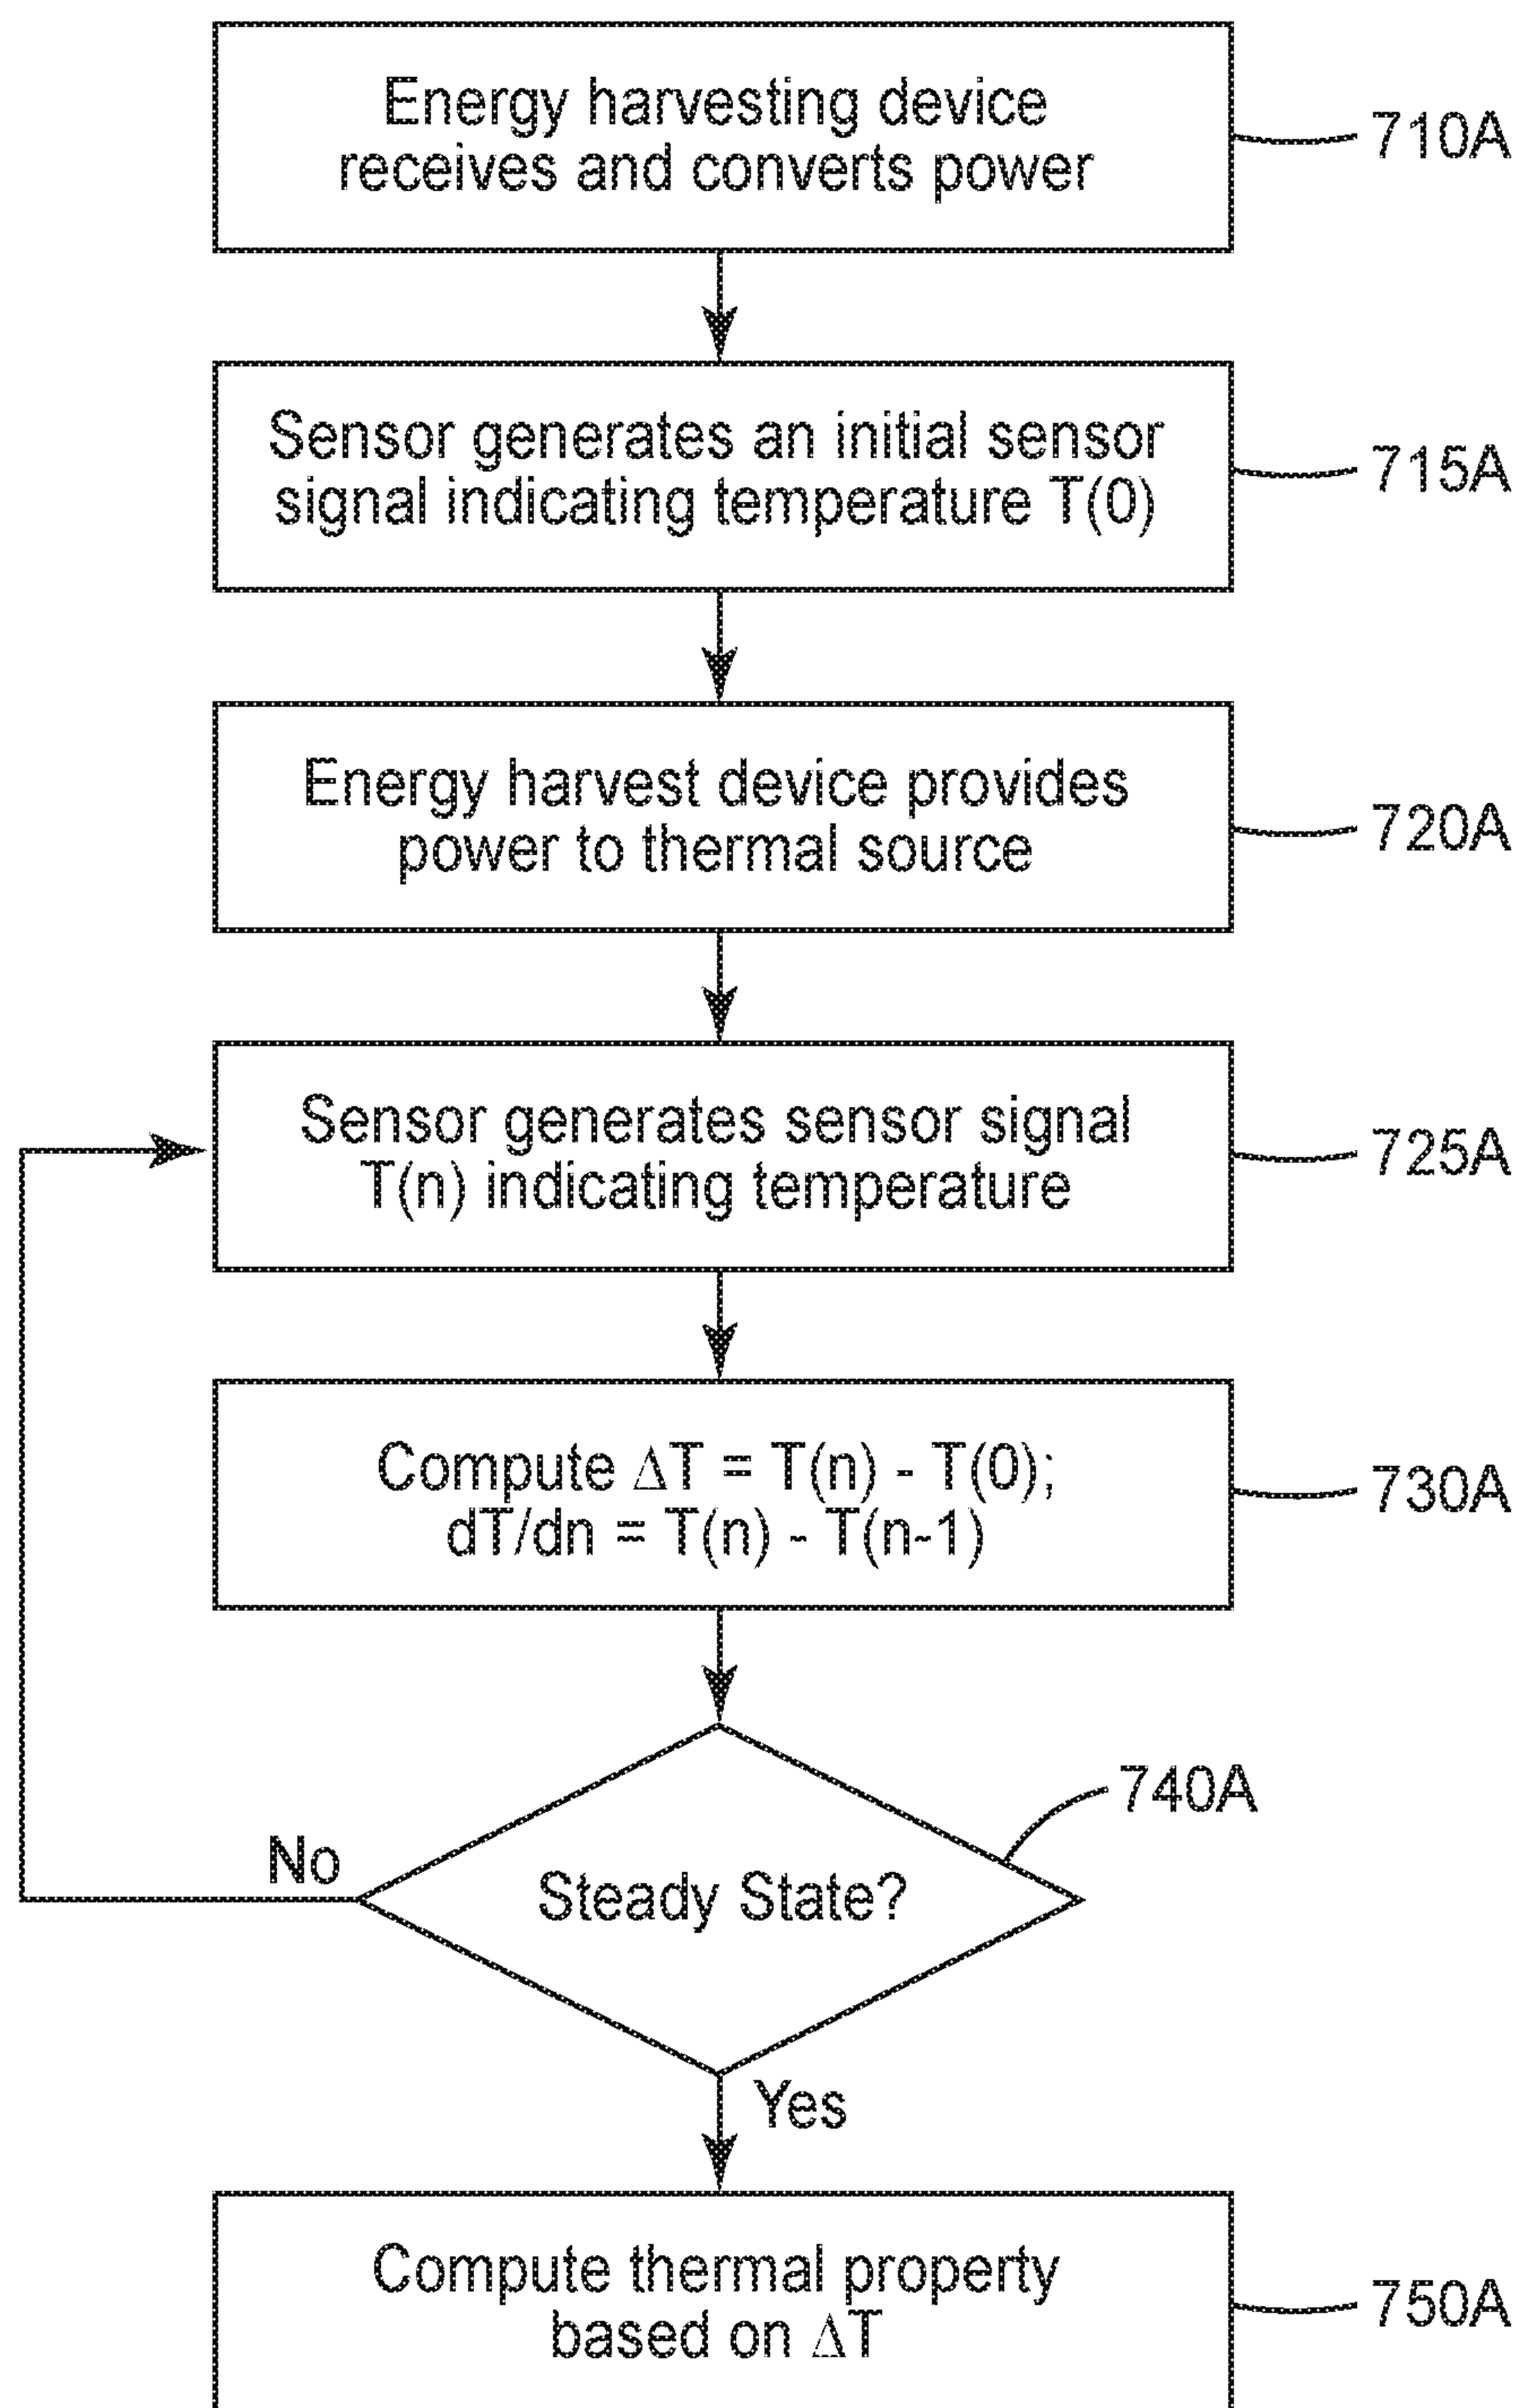 Energy harvesting device
receives and converts power
710A
Sensor generates an initial sensor
signal indicating temperature T(0)
715A
Energy harvest device provides
power to thermal source
720A
Sensor generates sensor signal
T(n) indicating temperature
725A
Compute ΔT = T(n) - T(0);
dT/dn = T(n) - T(n-1)
730A
740A
No
Steady State?
Yes
Compute thermal property
based on ΔT
750A